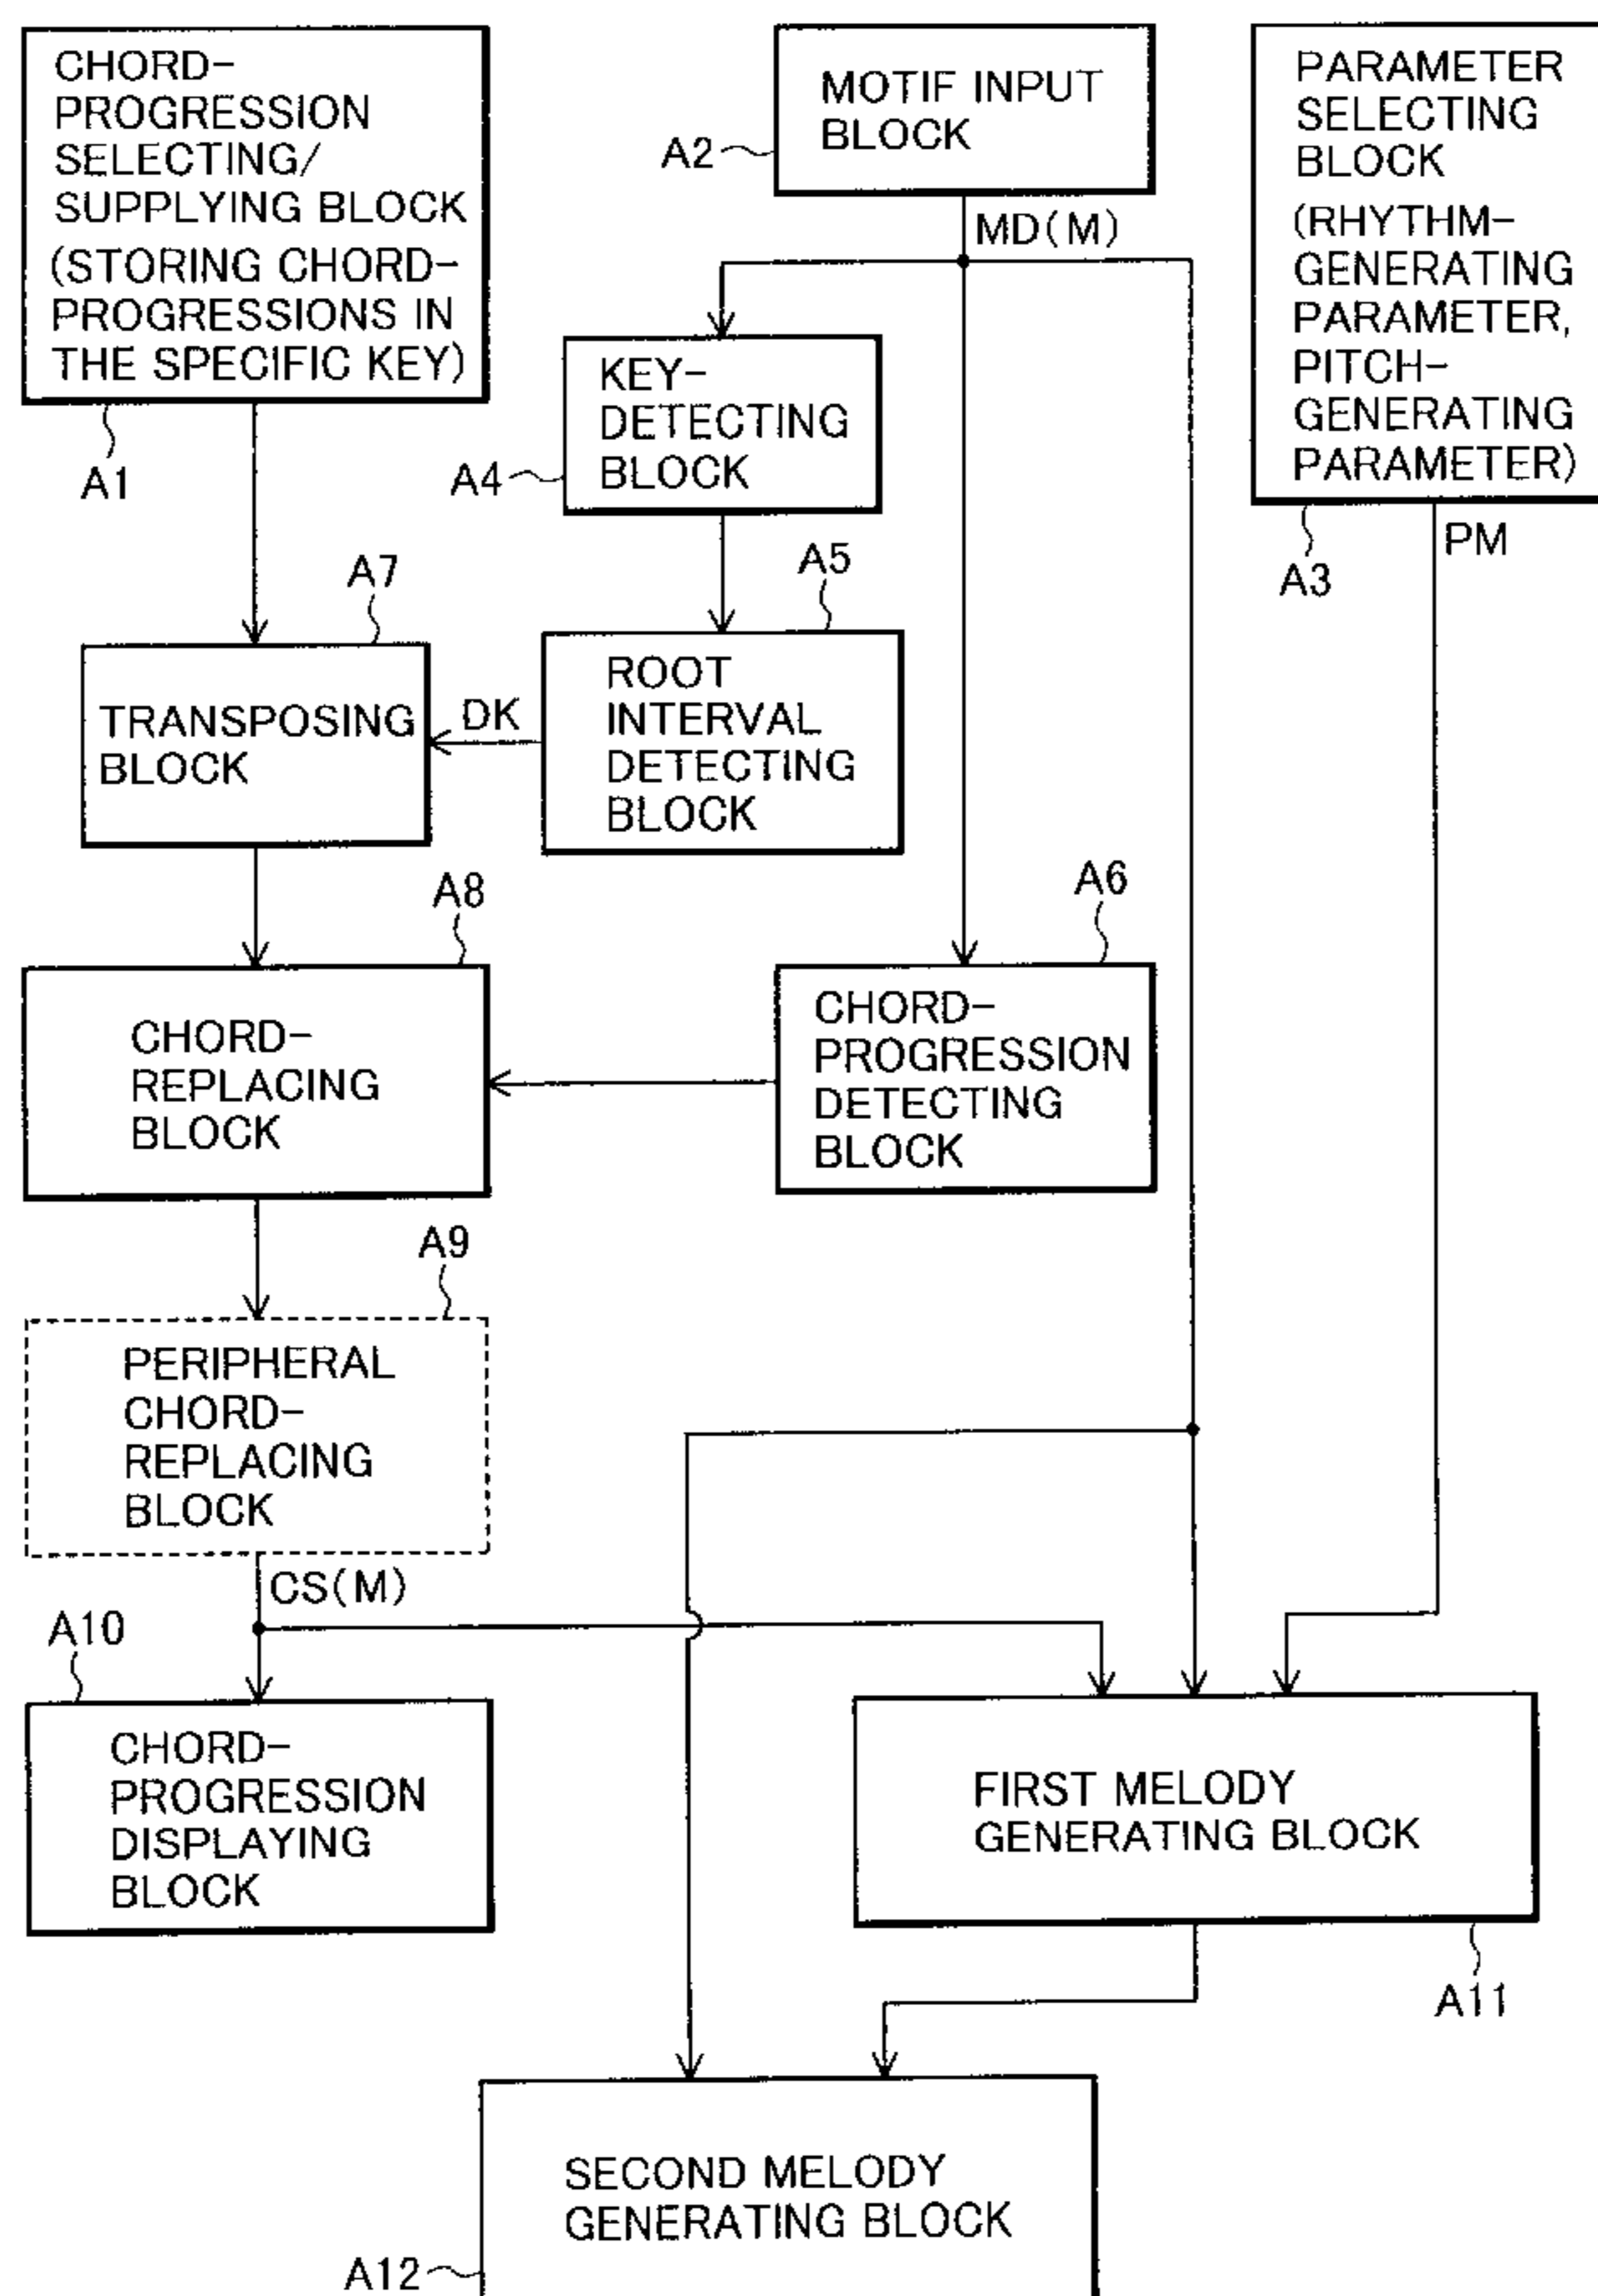 CHORD-
PROGRESSION
SELECTING/
SUPPLYING BLOCK
(STORING CHORD-
PROGRESSIONS IN
THE SPECIFIC KEY)
A1
MOTIF INPUT
BLOCK
A2
MD(M)
PARAMETER
SELECTING
BLOCK
(RHYTHM-
GENERATING
PARAMETER,
PITCH-
GENERATING
PARAMETER)
A3
PM
KEY-
DETECTING
BLOCK
A4
A5
ROOT
INTERVAL
DETECTING
BLOCK
DK
A7
TRANSPOSING
BLOCK
A8
CHORD-
REPLACING
BLOCK
A6
CHORD-
PROGRESSION
DETECTING
BLOCK
A9
PERIPHERAL
CHORD-
REPLACING
BLOCK
CS(M)
A10
CHORD-
PROGRESSION
DISPLAYING
BLOCK
FIRST MELODY
GENERATING BLOCK
A11
SECOND MELODY
GENERATING BLOCK
A12